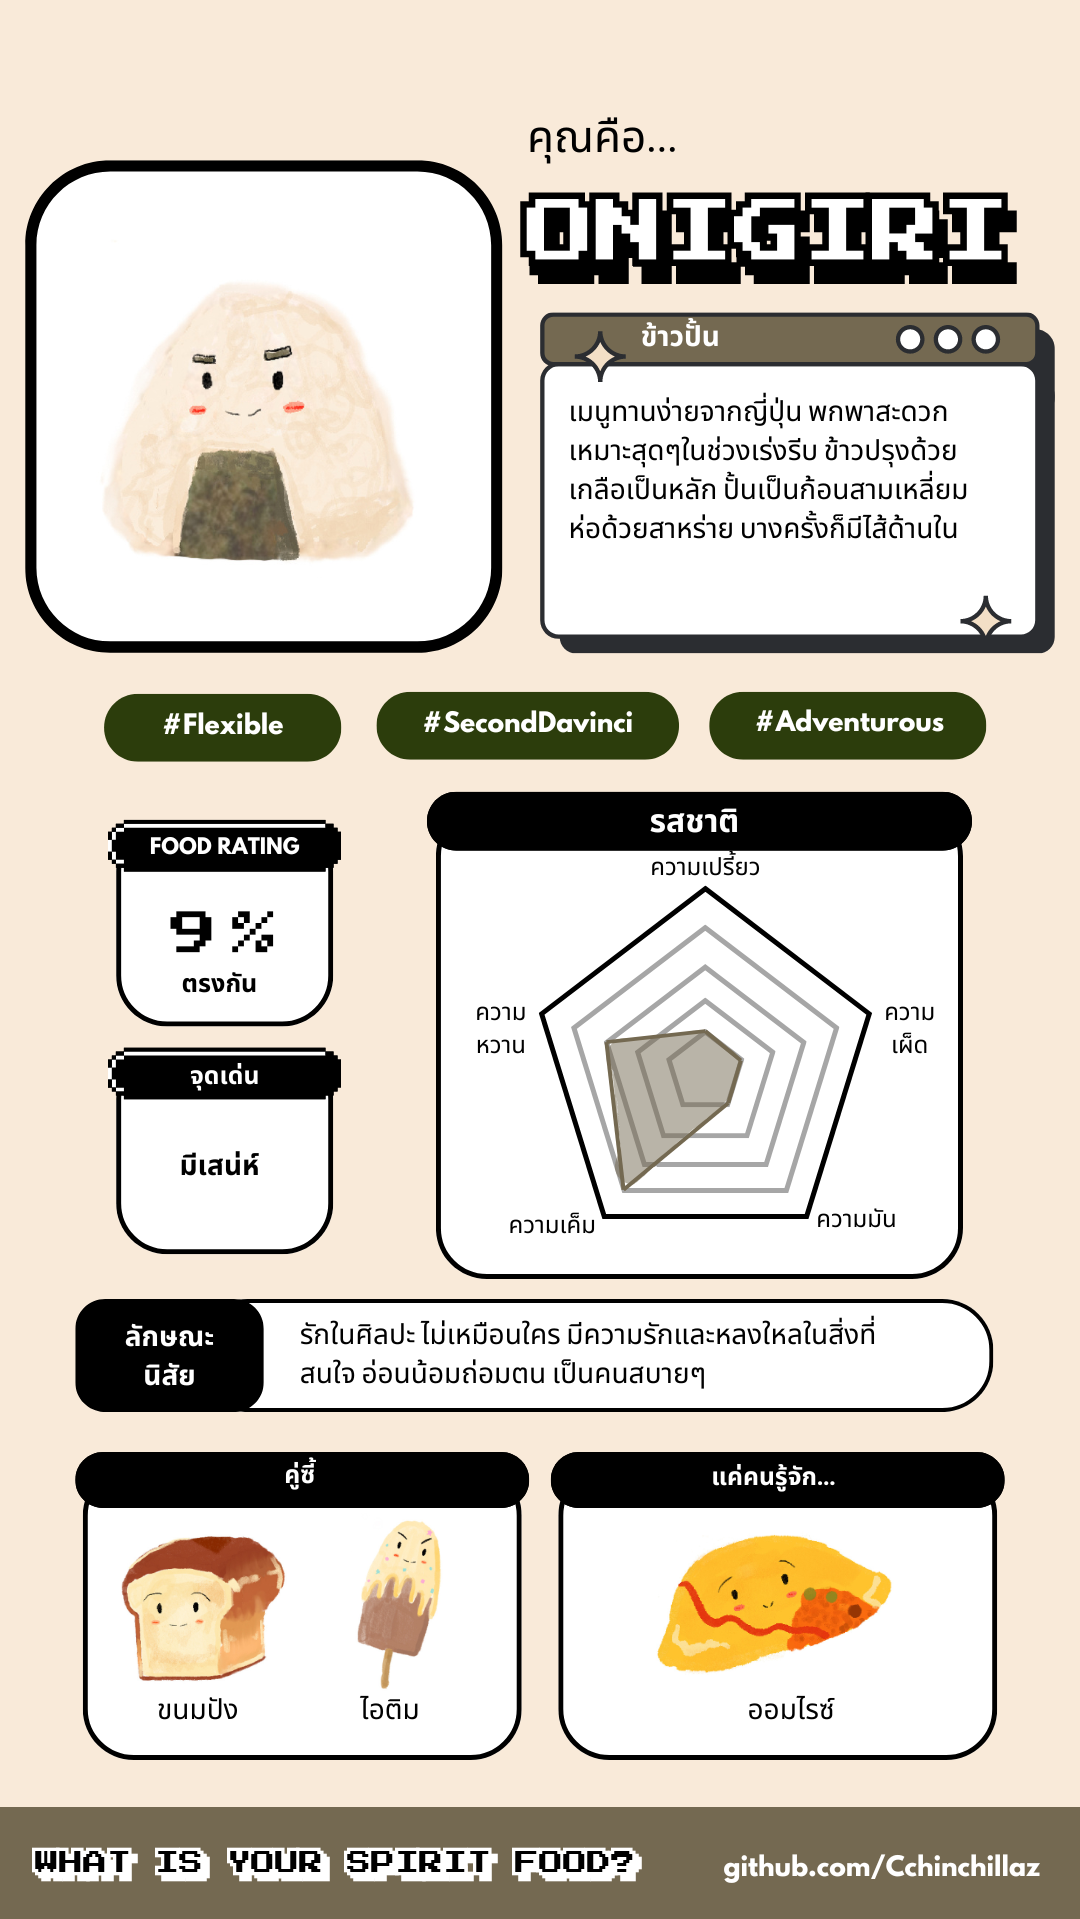 คุณคือ...
ONIGIRI
ข้าวปั้น
เมนูทานง่ายจากญี่ปุ่น พกพาสะดวก
เหมาะสุดๆในช่วงเร่งรีบ ข้าวปรุงด้วย
เกลือเป็นหลัก ปั้นเป็นก้อนสามเหลี่ยม
ห่อด้วยสาหร่าย บางครั้งก็มีไส้ด้านใน
#Flexible
#SecondDavinci
#Adventurous
FOOD RATING
9 %
ตรงกัน
จุดเด่น
มีเสน่ห์
รสชาติ
ความเปรี้ยว
ความ
หวาน
ความ
เผ็ด
ความเค็ม
ความมัน
ลักษณะ
นิสัย
รักในศิลปะ ไม่เหมือนใคร มีความรักและหลงใหลในสิ่งที่
สนใจ อ่อนน้อมถ่อมตน เป็นคนสบายๆ
คู่ซี้
ขนมปัง
ไอติม
แค่คนรู้จัก...
ออมไรซ์
WHAT IS YOUR SPIRIT FOOD?
github.com/Cchinchillaz